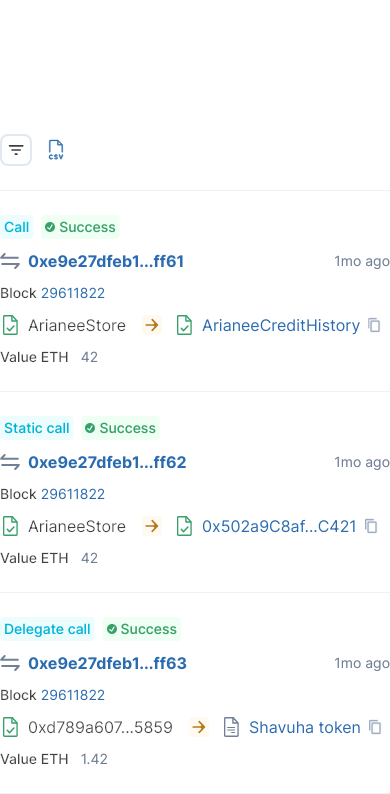 CSV
Call Success
0xe9e27dfeb1...ff61 1mo ago
Block 29611822
ArianeeStore ArianeeCreditHistory
Value ETH 42
Static call Success
0xe9e27dfeb1...ff62 1mo ago
Block 29611822
ArianeeStore 0x502a9C8af...C421
Value ETH 42
Delegate call Success
0xe9e27dfeb1...ff63 1mo ago
Block 29611822
0xd789a607...5859 Shavuha token
Value ETH 1.42